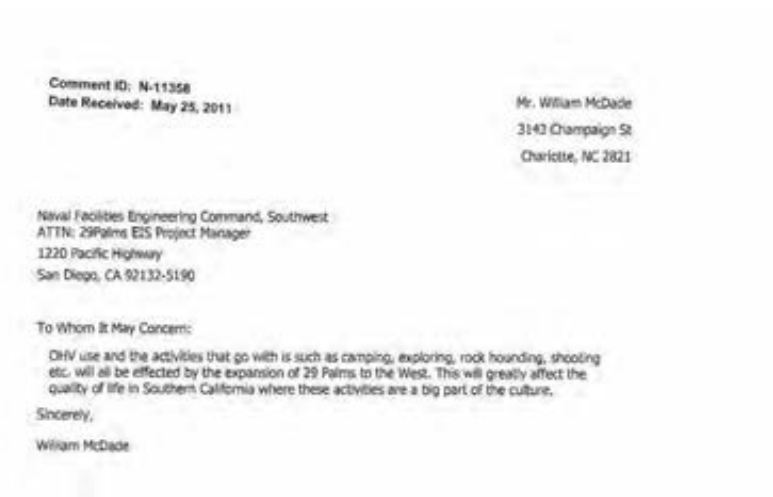 Comment ID: N-11358
Date Received: May 25, 2011
Mr. William McDade
3143 Champaign St
Charlotte, NC 2821
Naval Facilities Engineering Command, Southwest
ATTN: 29Palms EIS Project Manager
1220 Pacific Highway
San Diego, CA 92132-5190
To Whom It May Concern:
OHV use and the activities that go with is such as camping, exploring, rock hounding, shooting
etc. will all be effected by the expansion of 29 Palms to the West. This will greatly affect the
quality of life in Southern California where these activities are a big part of the culture.
Sincerely,
William McDade